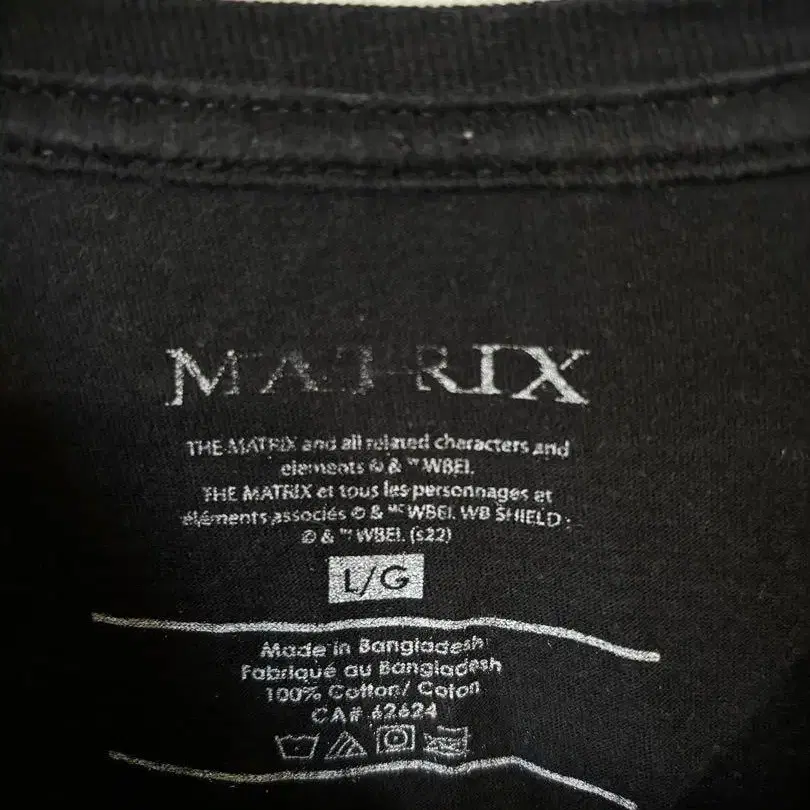 MATRIX
THE MATRIX and all related characters and
elements © & ™ WBEI.
THE MATRIX et tous les personnages et
éléments associés © & ᴹᶜ WBEI. WB SHIELD :
© & ™ WBEI. (s22)
L/G
Made in Bangladesh
Fabriqué au Bangladesh
100% Cotton/ Coton
CA# 62624